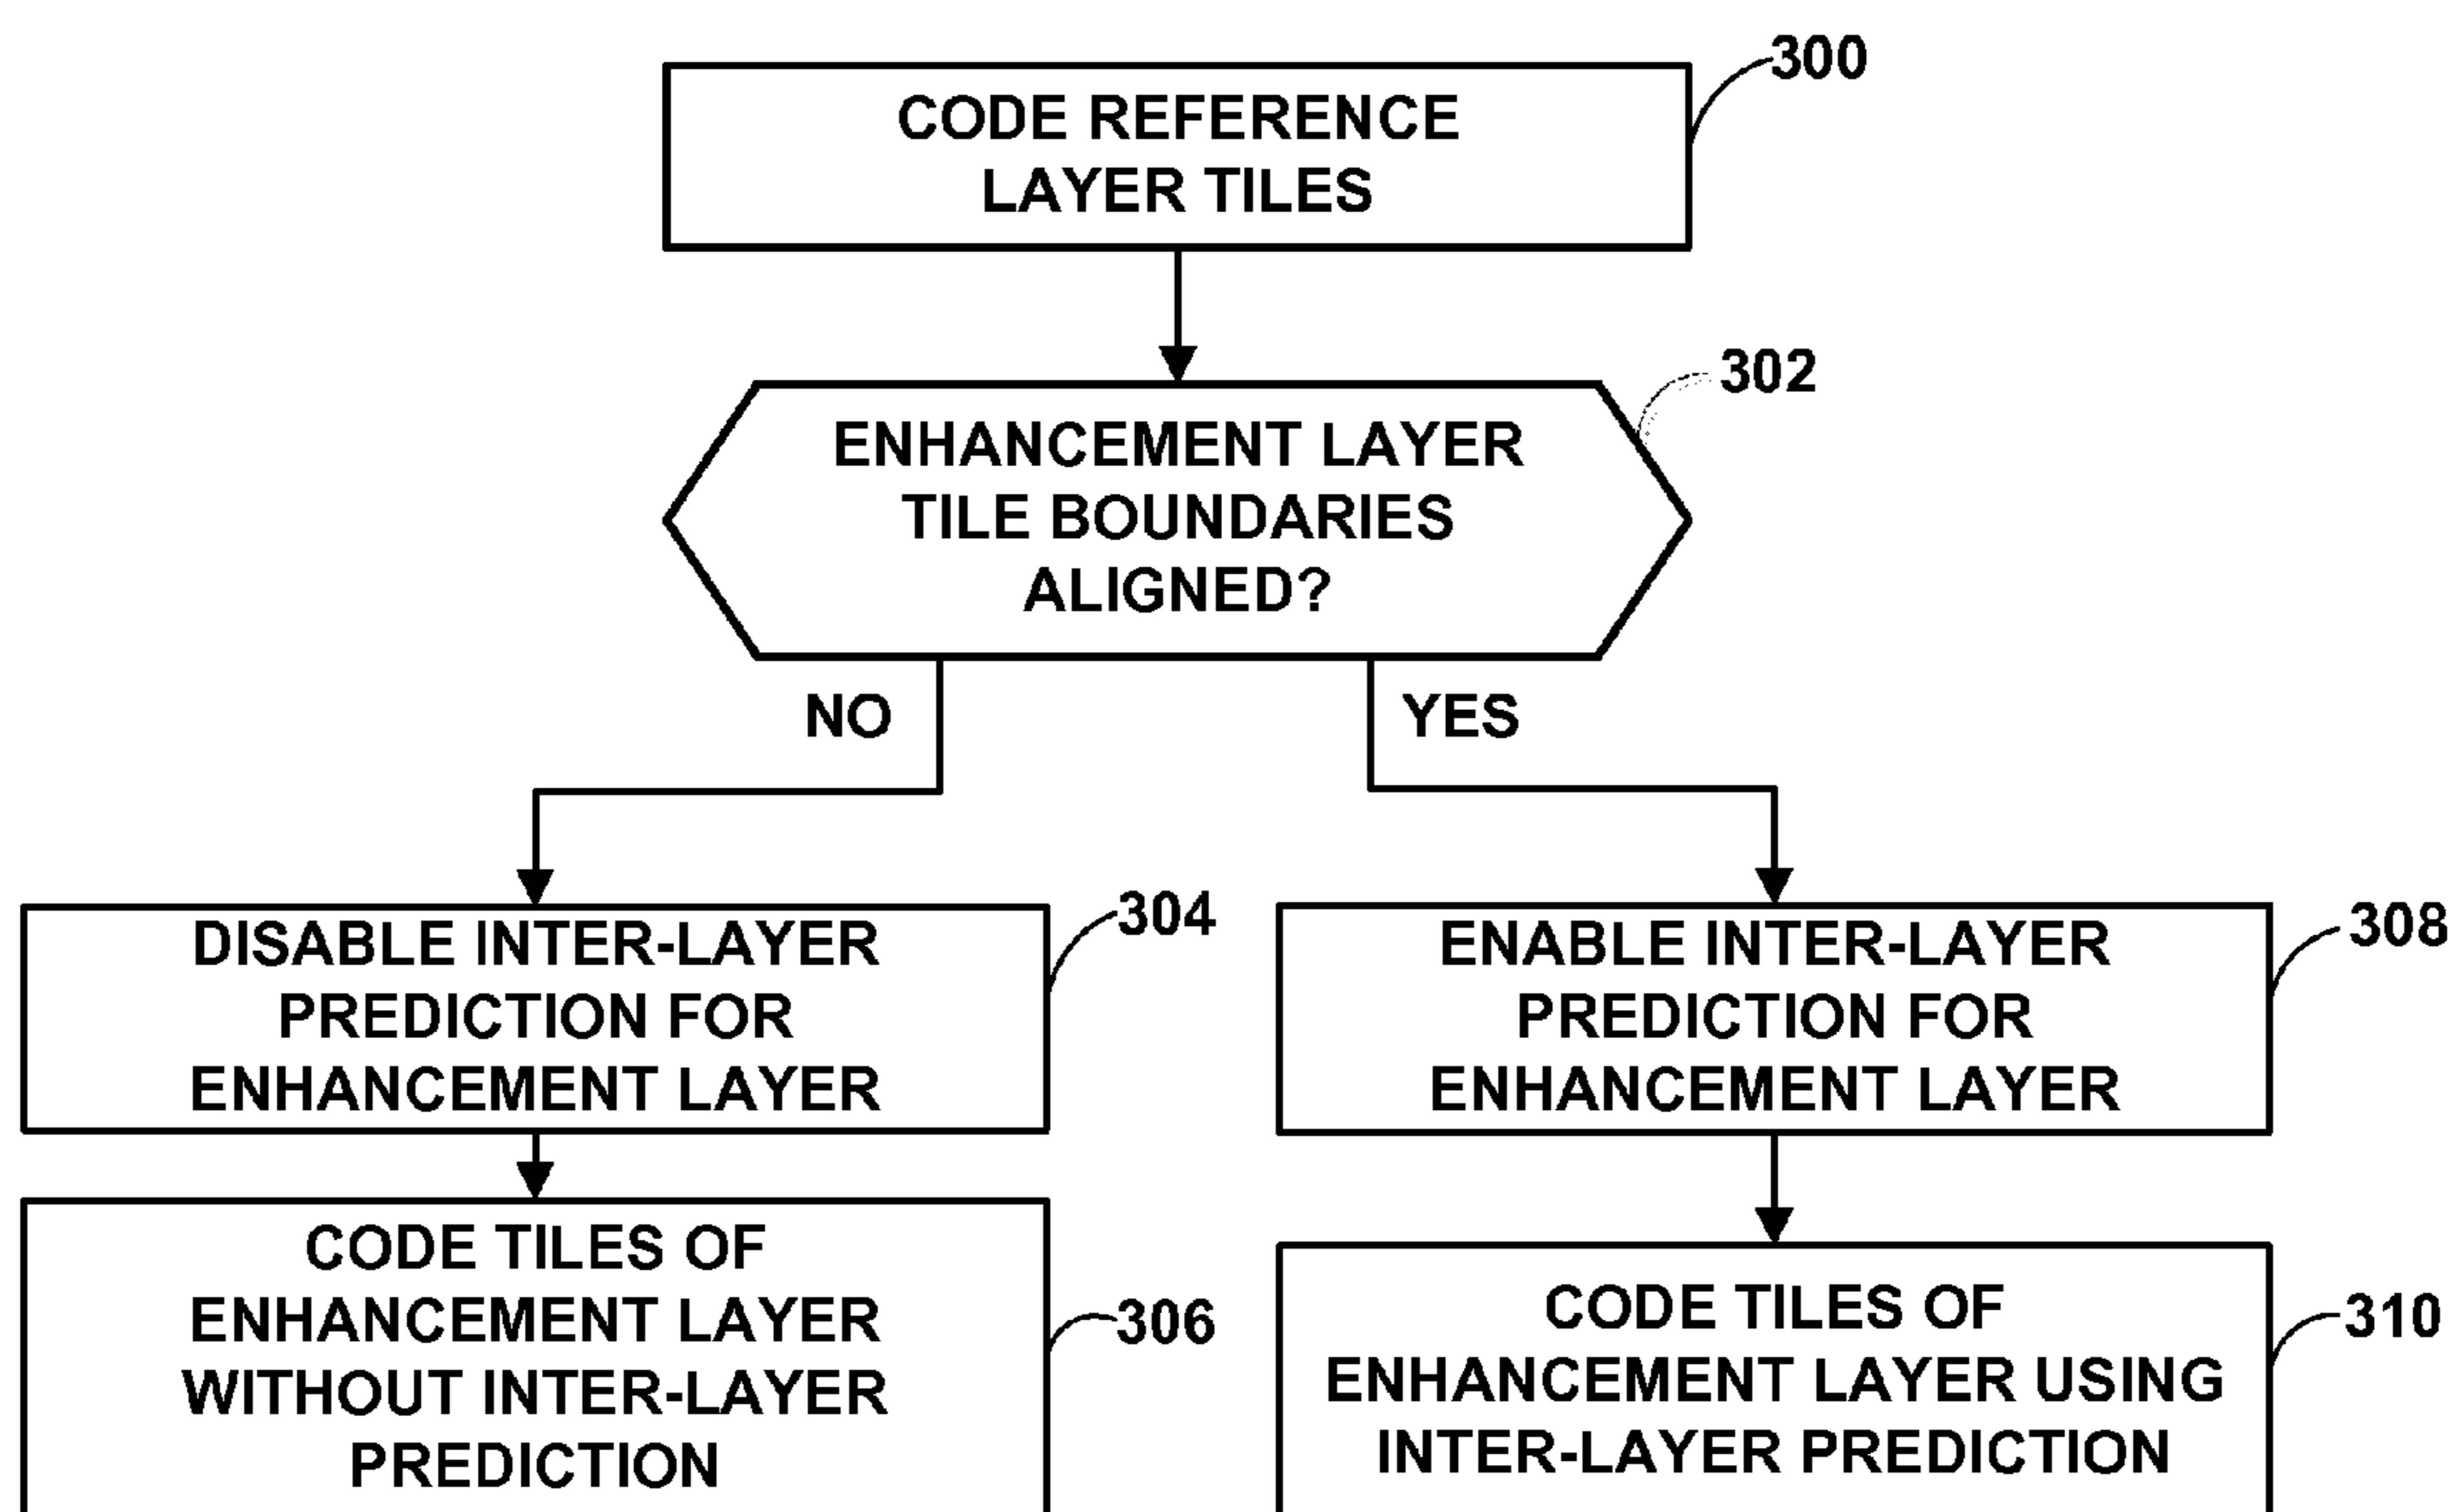 300
CODE REFERENCE
LAYER TILES
302
ENHANCEMENT LAYER
TILE BOUNDARIES
ALIGNED?
NO
YES
304
DISABLE INTER-LAYER
PREDICTION FOR
ENHANCEMENT LAYER
308
ENABLE INTER-LAYER
PREDICTION FOR
ENHANCEMENT LAYER
306
CODE TILES OF
ENHANCEMENT LAYER
WITHOUT INTER-LAYER
PREDICTION
310
CODE TILES OF
ENHANCEMENT LAYER USING
INTER-LAYER PREDICTION